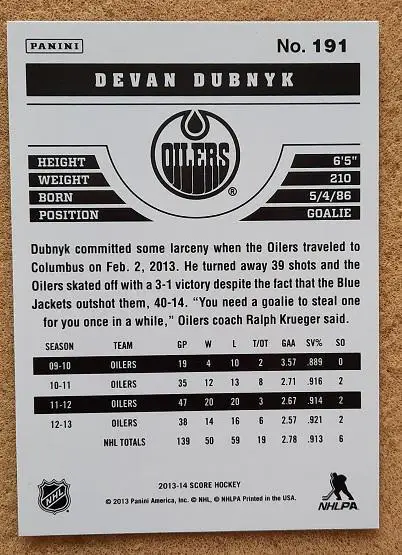 PANINI
No. 191
DEVAN DUBNYK
OILERS
®
HEIGHT 6'5"
WEIGHT 210
BORN 5/4/86
POSITION GOALIE
Dubnyk committed some larceny when the Oilers traveled to
Columbus on Feb. 2, 2013. He turned away 39 shots and the
Oilers skated off with a 3-1 victory despite the fact that the Blue
Jackets outshot them, 40-14. “You need a goalie to steal one
for you once in a while,” Oilers coach Ralph Krueger said.
SEASON TEAM GP W L T/OT GAA SV% SO
09-10 OILERS 19 4 10 2 3.57 .889 0
10-11 OILERS 35 12 13 8 2.71 .916 2
11-12 OILERS 47 20 20 3 2.67 .914 2
12-13 OILERS 38 14 16 6 2.57 .921 2
NHL TOTALS 139 50 59 19 2.78 .913 6
2013-14 SCORE HOCKEY
© 2013 Panini America, Inc. © NHL, © NHLPA Printed in the USA.
NHL
NHLPA